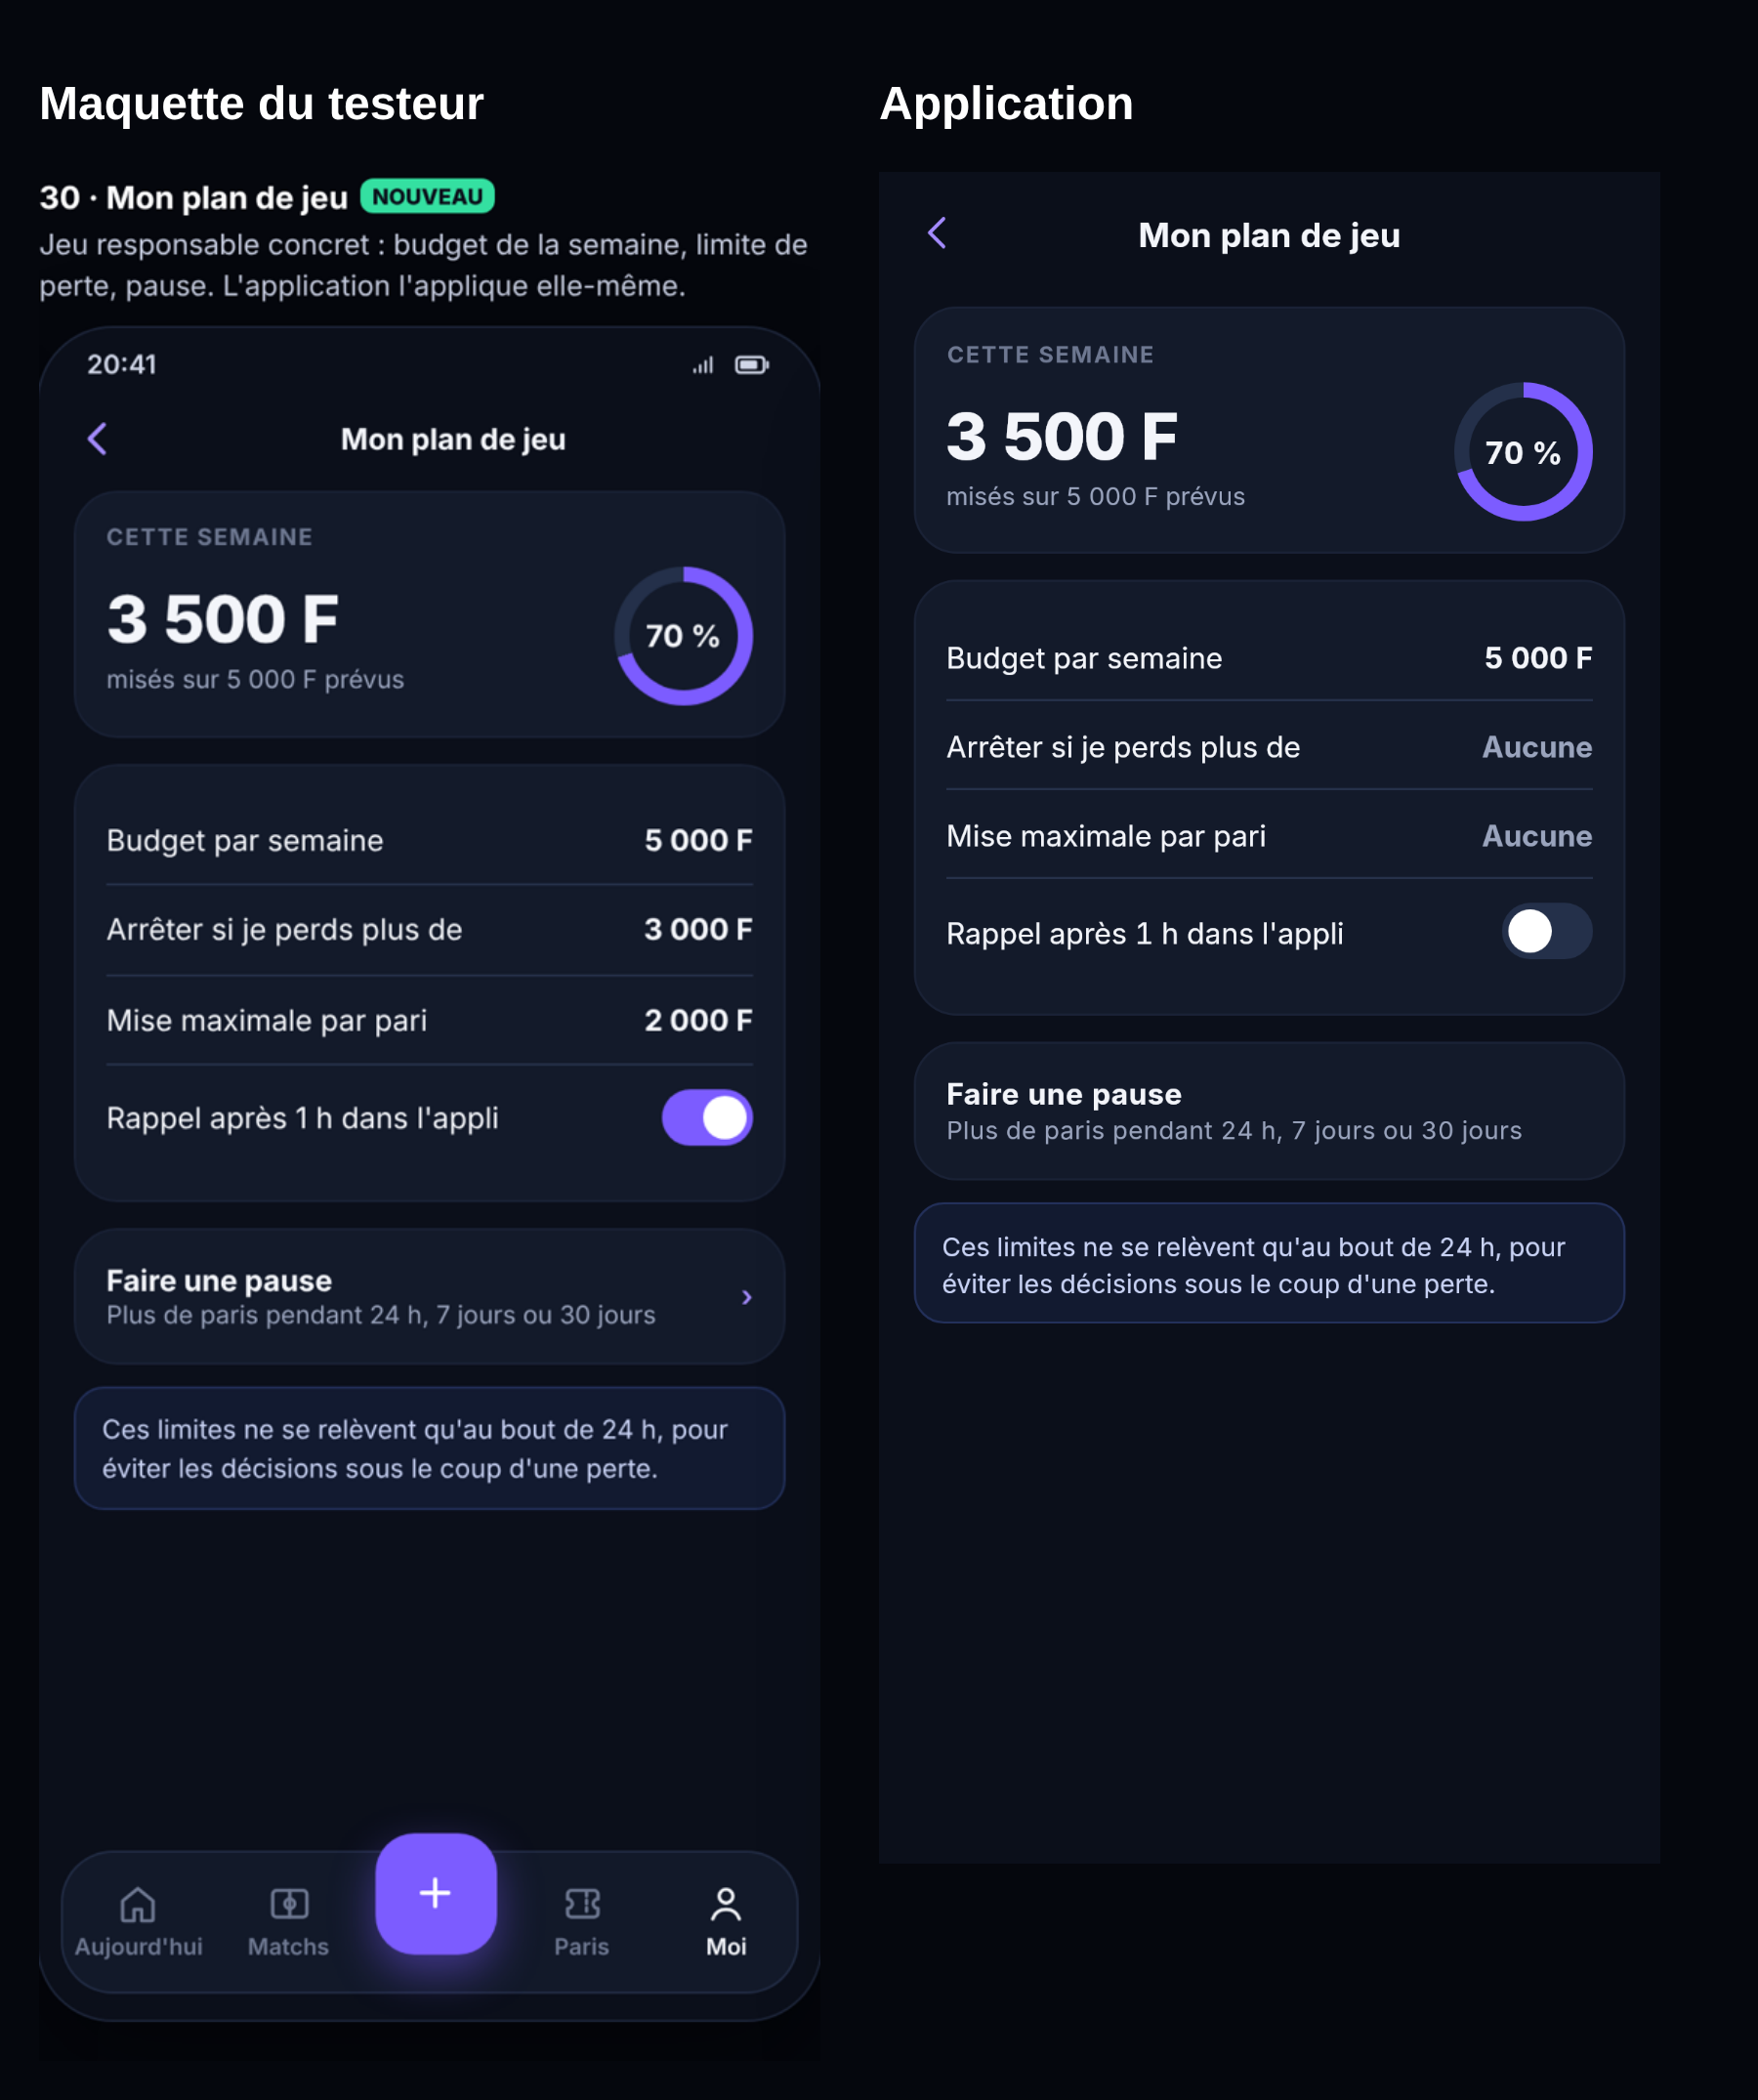 Maquette du testeur
30 · Mon plan de jeu NOUVEAU
Jeu responsable concret : budget de la semaine, limite de
perte, pause. L'application l'applique elle-même.
20:41
Mon plan de jeu
CETTE SEMAINE
3 500 F
70 %
misés sur 5 000 F prévus
Budget par semaine 5 000 F
Arrêter si je perds plus de 3 000 F
Mise maximale par pari 2 000 F
Rappel après 1 h dans l'appli
Faire une pause
Plus de paris pendant 24 h, 7 jours ou 30 jours
Ces limites ne se relèvent qu'au bout de 24 h, pour
éviter les décisions sous le coup d'une perte.
Aujourd'hui Matchs Paris Moi
Application
Mon plan de jeu
CETTE SEMAINE
3 500 F
70 %
misés sur 5 000 F prévus
Budget par semaine 5 000 F
Arrêter si je perds plus de Aucune
Mise maximale par pari Aucune
Rappel après 1 h dans l'appli
Faire une pause
Plus de paris pendant 24 h, 7 jours ou 30 jours
Ces limites ne se relèvent qu'au bout de 24 h, pour
éviter les décisions sous le coup d'une perte.